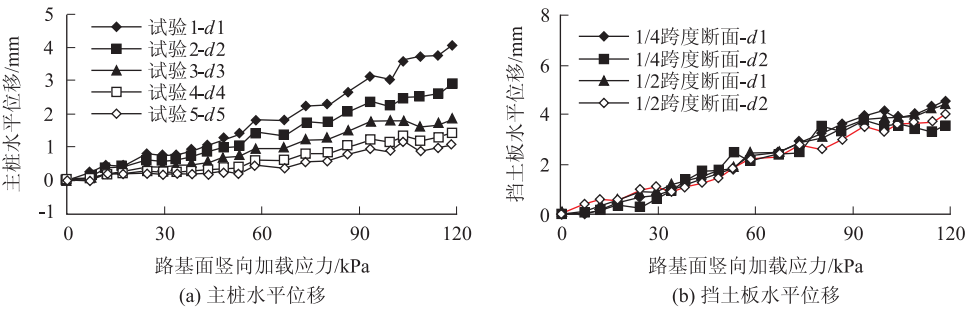 主桩水平位移/mm
5
4
3
2
1
0
-1
试验1-d1
试验2-d2
试验3-d3
试验4-d4
试验5-d5
0 30 60 90 120
路基面竖向加载应力/kPa
(a) 主桩水平位移
挡土板水平位移/mm
8
6
4
2
0
1/4跨度断面-d1
1/4跨度断面-d2
1/2跨度断面-d1
1/2跨度断面-d2
0 30 60 90 120
路基面竖向加载应力/kPa
(b) 挡土板水平位移